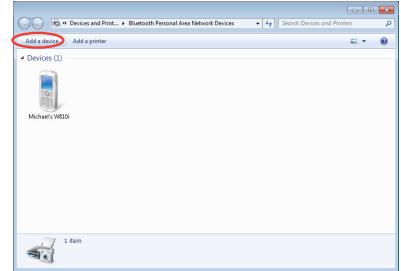 « Devices and Print... ▸ Bluetooth Personal Area Network Devices Search Devices and Printers
Add a device Add a printer
Devices (1)
Michael's W810i
1 item